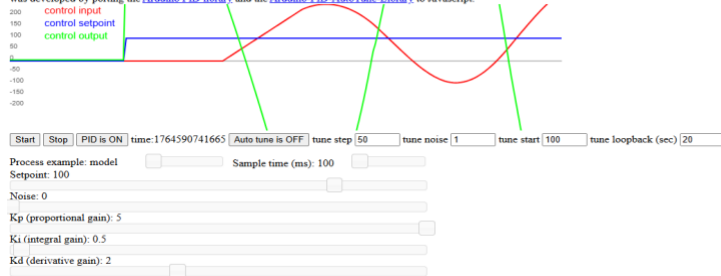 was developed by porting the Arduino PID library and the Arduino PID AutoTune Library to JavaScript.
200
control input
150
control setpoint
100
control output
50
0
-50
-100
-150
-200
Start Stop PID is ON time:1764590741665 Auto tune is OFF tune step 50 tune noise 1 tune start 100 tune loopback (sec) 20
Process example: model Sample time (ms): 100
Setpoint: 100
Noise: 0
Kp (proportional gain): 5
Ki (integral gain): 0.5
Kd (derivative gain): 2